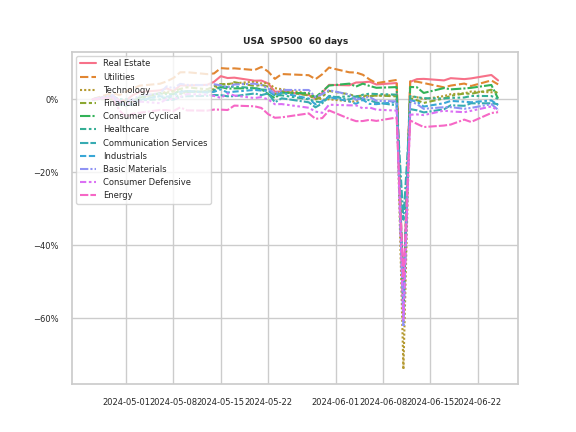 USA SP500 60 days
Real Estate
Utilities
Technology
Financial
Consumer Cyclical
Healthcare
Communication Services
Industrials
Basic Materials
Consumer Defensive
Energy
0%
−20%
−40%
−60%
2024-05-01 2024-05-08 2024-05-15 2024-05-22 2024-06-01 2024-06-08 2024-06-15 2024-06-22